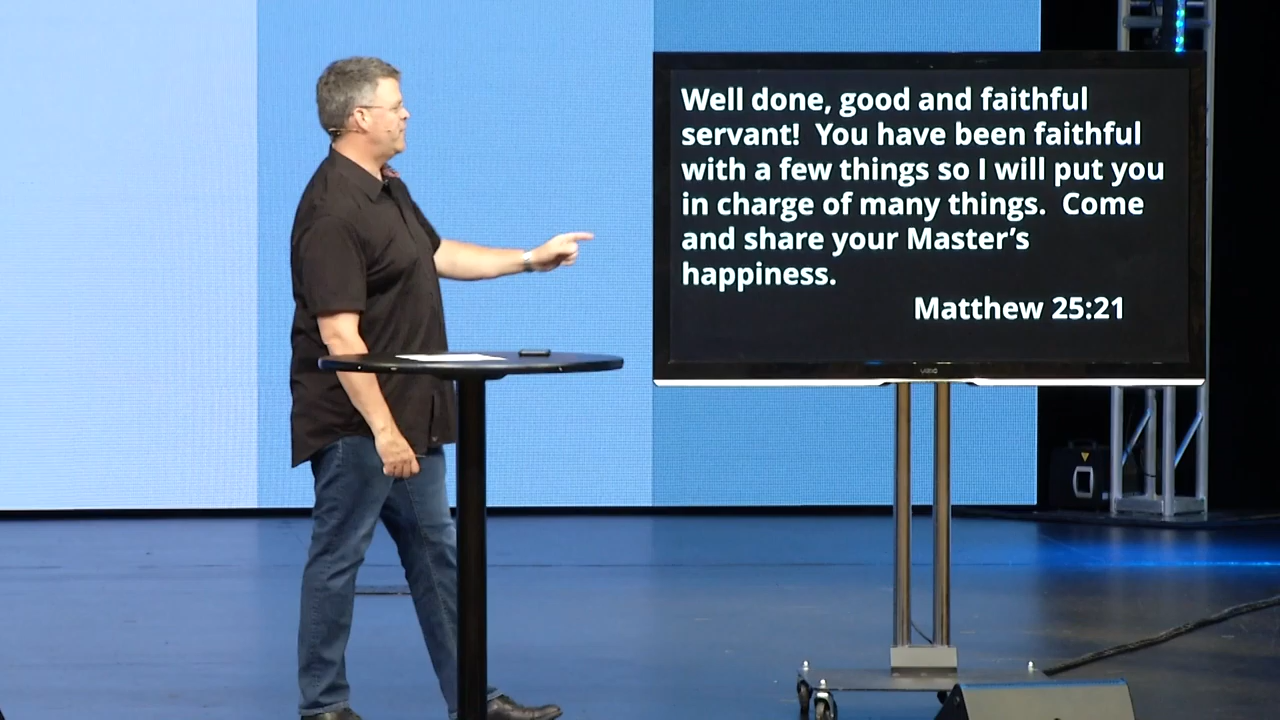 Well done, good and faithful
servant!  You have been faithful
with a few things so I will put you
in charge of many things.  Come
and share your Master’s
happiness.
Matthew 25:21
VIZIO